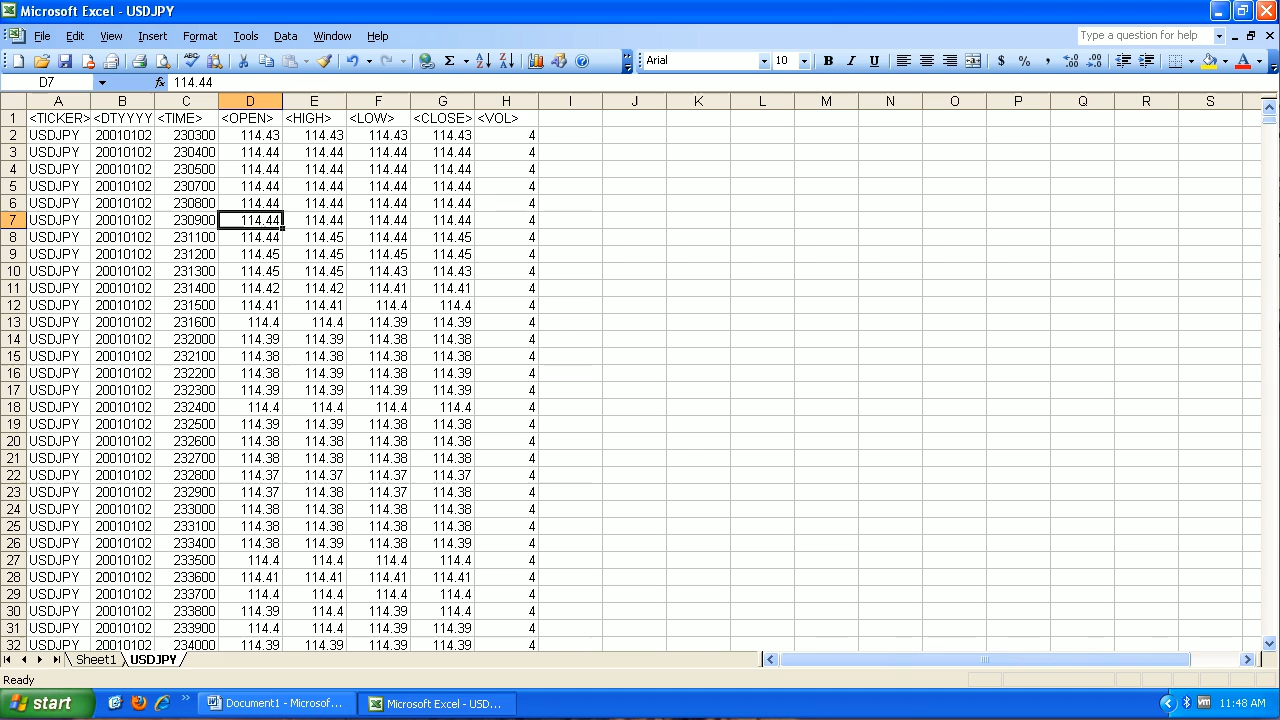 Microsoft Excel - USDJPY
File Edit View Insert Format Tools Data Window Help Type a question for help
Arial 10 B I U $ % ,
D7 fx 114.44
A B C D E F G H I J K L M N O P Q R S
1 <TICKER> <DTYYYY <TIME> <OPEN> <HIGH> <LOW> <CLOSE> <VOL>
2 USDJPY 20010102 230300 114.43 114.43 114.43 114.43 4
3 USDJPY 20010102 230400 114.44 114.44 114.44 114.44 4
4 USDJPY 20010102 230500 114.44 114.44 114.44 114.44 4
5 USDJPY 20010102 230700 114.44 114.44 114.44 114.44 4
6 USDJPY 20010102 230800 114.44 114.44 114.44 114.44 4
7 USDJPY 20010102 230900 114.44 114.44 114.44 114.44 4
8 USDJPY 20010102 231100 114.44 114.45 114.44 114.45 4
9 USDJPY 20010102 231200 114.45 114.45 114.45 114.45 4
10 USDJPY 20010102 231300 114.45 114.45 114.43 114.43 4
11 USDJPY 20010102 231400 114.42 114.42 114.41 114.41 4
12 USDJPY 20010102 231500 114.41 114.41 114.4 114.4 4
13 USDJPY 20010102 231600 114.4 114.4 114.39 114.39 4
14 USDJPY 20010102 232000 114.39 114.39 114.39 114.39 4
15 USDJPY 20010102 232100 114.38 114.38 114.38 114.38 4
16 USDJPY 20010102 232200 114.38 114.39 114.38 114.39 4
17 USDJPY 20010102 232300 114.39 114.39 114.39 114.39 4
18 USDJPY 20010102 232400 114.4 114.4 114.4 114.4 4
19 USDJPY 20010102 232500 114.39 114.39 114.38 114.38 4
20 USDJPY 20010102 232600 114.38 114.38 114.38 114.38 4
21 USDJPY 20010102 232700 114.38 114.38 114.38 114.38 4
22 USDJPY 20010102 232800 114.37 114.37 114.37 114.37 4
23 USDJPY 20010102 232900 114.37 114.38 114.37 114.38 4
24 USDJPY 20010102 233000 114.38 114.38 114.38 114.38 4
25 USDJPY 20010102 233100 114.38 114.38 114.38 114.38 4
26 USDJPY 20010102 233400 114.38 114.39 114.38 114.39 4
27 USDJPY 20010102 233500 114.4 114.4 114.4 114.4 4
28 USDJPY 20010102 233600 114.41 114.41 114.41 114.41 4
29 USDJPY 20010102 233700 114.4 114.4 114.4 114.4 4
30 USDJPY 20010102 233800 114.39 114.4 114.39 114.4 4
31 USDJPY 20010102 233900 114.4 114.4 114.39 114.39 4
32 USDJPY 20010102 234000 114.39 114.39 114.38 114.38 4
Sheet1 USDJPY
Ready
start Document1 - Microsof... Microsoft Excel - USD... 11:48 AM